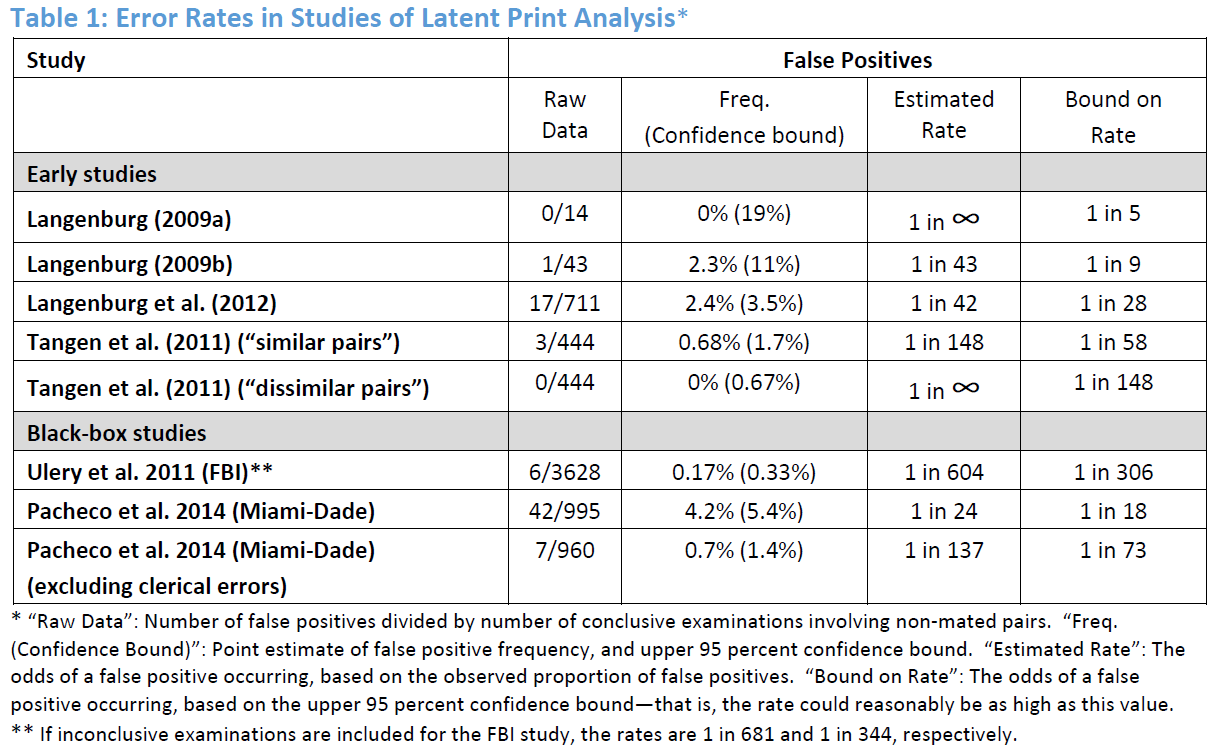 Table 1: Error Rates in Studies of Latent Print Analysis*
Study False Positives
Raw Data Freq. (Confidence bound) Estimated Rate Bound on Rate
Early studies
Langenburg (2009a) 0/14 0% (19%) 1 in ∞ 1 in 5
Langenburg (2009b) 1/43 2.3% (11%) 1 in 43 1 in 9
Langenburg et al. (2012) 17/711 2.4% (3.5%) 1 in 42 1 in 28
Tangen et al. (2011) (“similar pairs”) 3/444 0.68% (1.7%) 1 in 148 1 in 58
Tangen et al. (2011) (“dissimilar pairs”) 0/444 0% (0.67%) 1 in ∞ 1 in 148
Black-box studies
Ulery et al. 2011 (FBI)** 6/3628 0.17% (0.33%) 1 in 604 1 in 306
Pacheco et al. 2014 (Miami-Dade) 42/995 4.2% (5.4%) 1 in 24 1 in 18
Pacheco et al. 2014 (Miami-Dade) 7/960 0.7% (1.4%) 1 in 137 1 in 73
(excluding clerical errors)
* “Raw Data”: Number of false positives divided by number of conclusive examinations involving non-mated pairs. “Freq.
(Confidence Bound)”: Point estimate of false positive frequency, and upper 95 percent confidence bound. “Estimated Rate”: The
odds of a false positive occurring, based on the observed proportion of false positives. “Bound on Rate”: The odds of a false
positive occurring, based on the upper 95 percent confidence bound—that is, the rate could reasonably be as high as this value.
** If inconclusive examinations are included for the FBI study, the rates are 1 in 681 and 1 in 344, respectively.